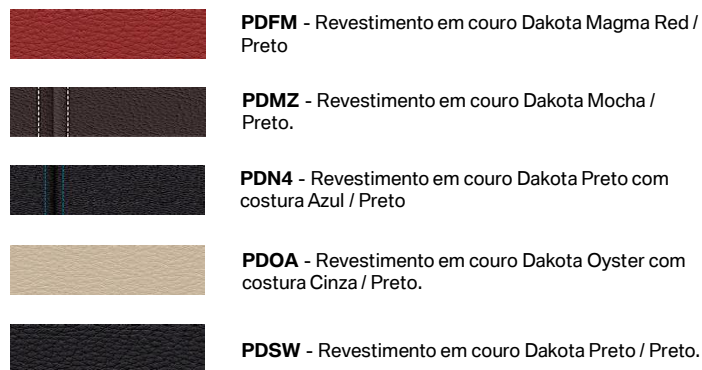 PDFM - Revestimento em couro Dakota Magma Red /
Preto
PDMZ - Revestimento em couro Dakota Mocha /
Preto.
PDN4 - Revestimento em couro Dakota Preto com
costura Azul / Preto
PDOA - Revestimento em couro Dakota Oyster com
costura Cinza / Preto.
PDSW - Revestimento em couro Dakota Preto / Preto.